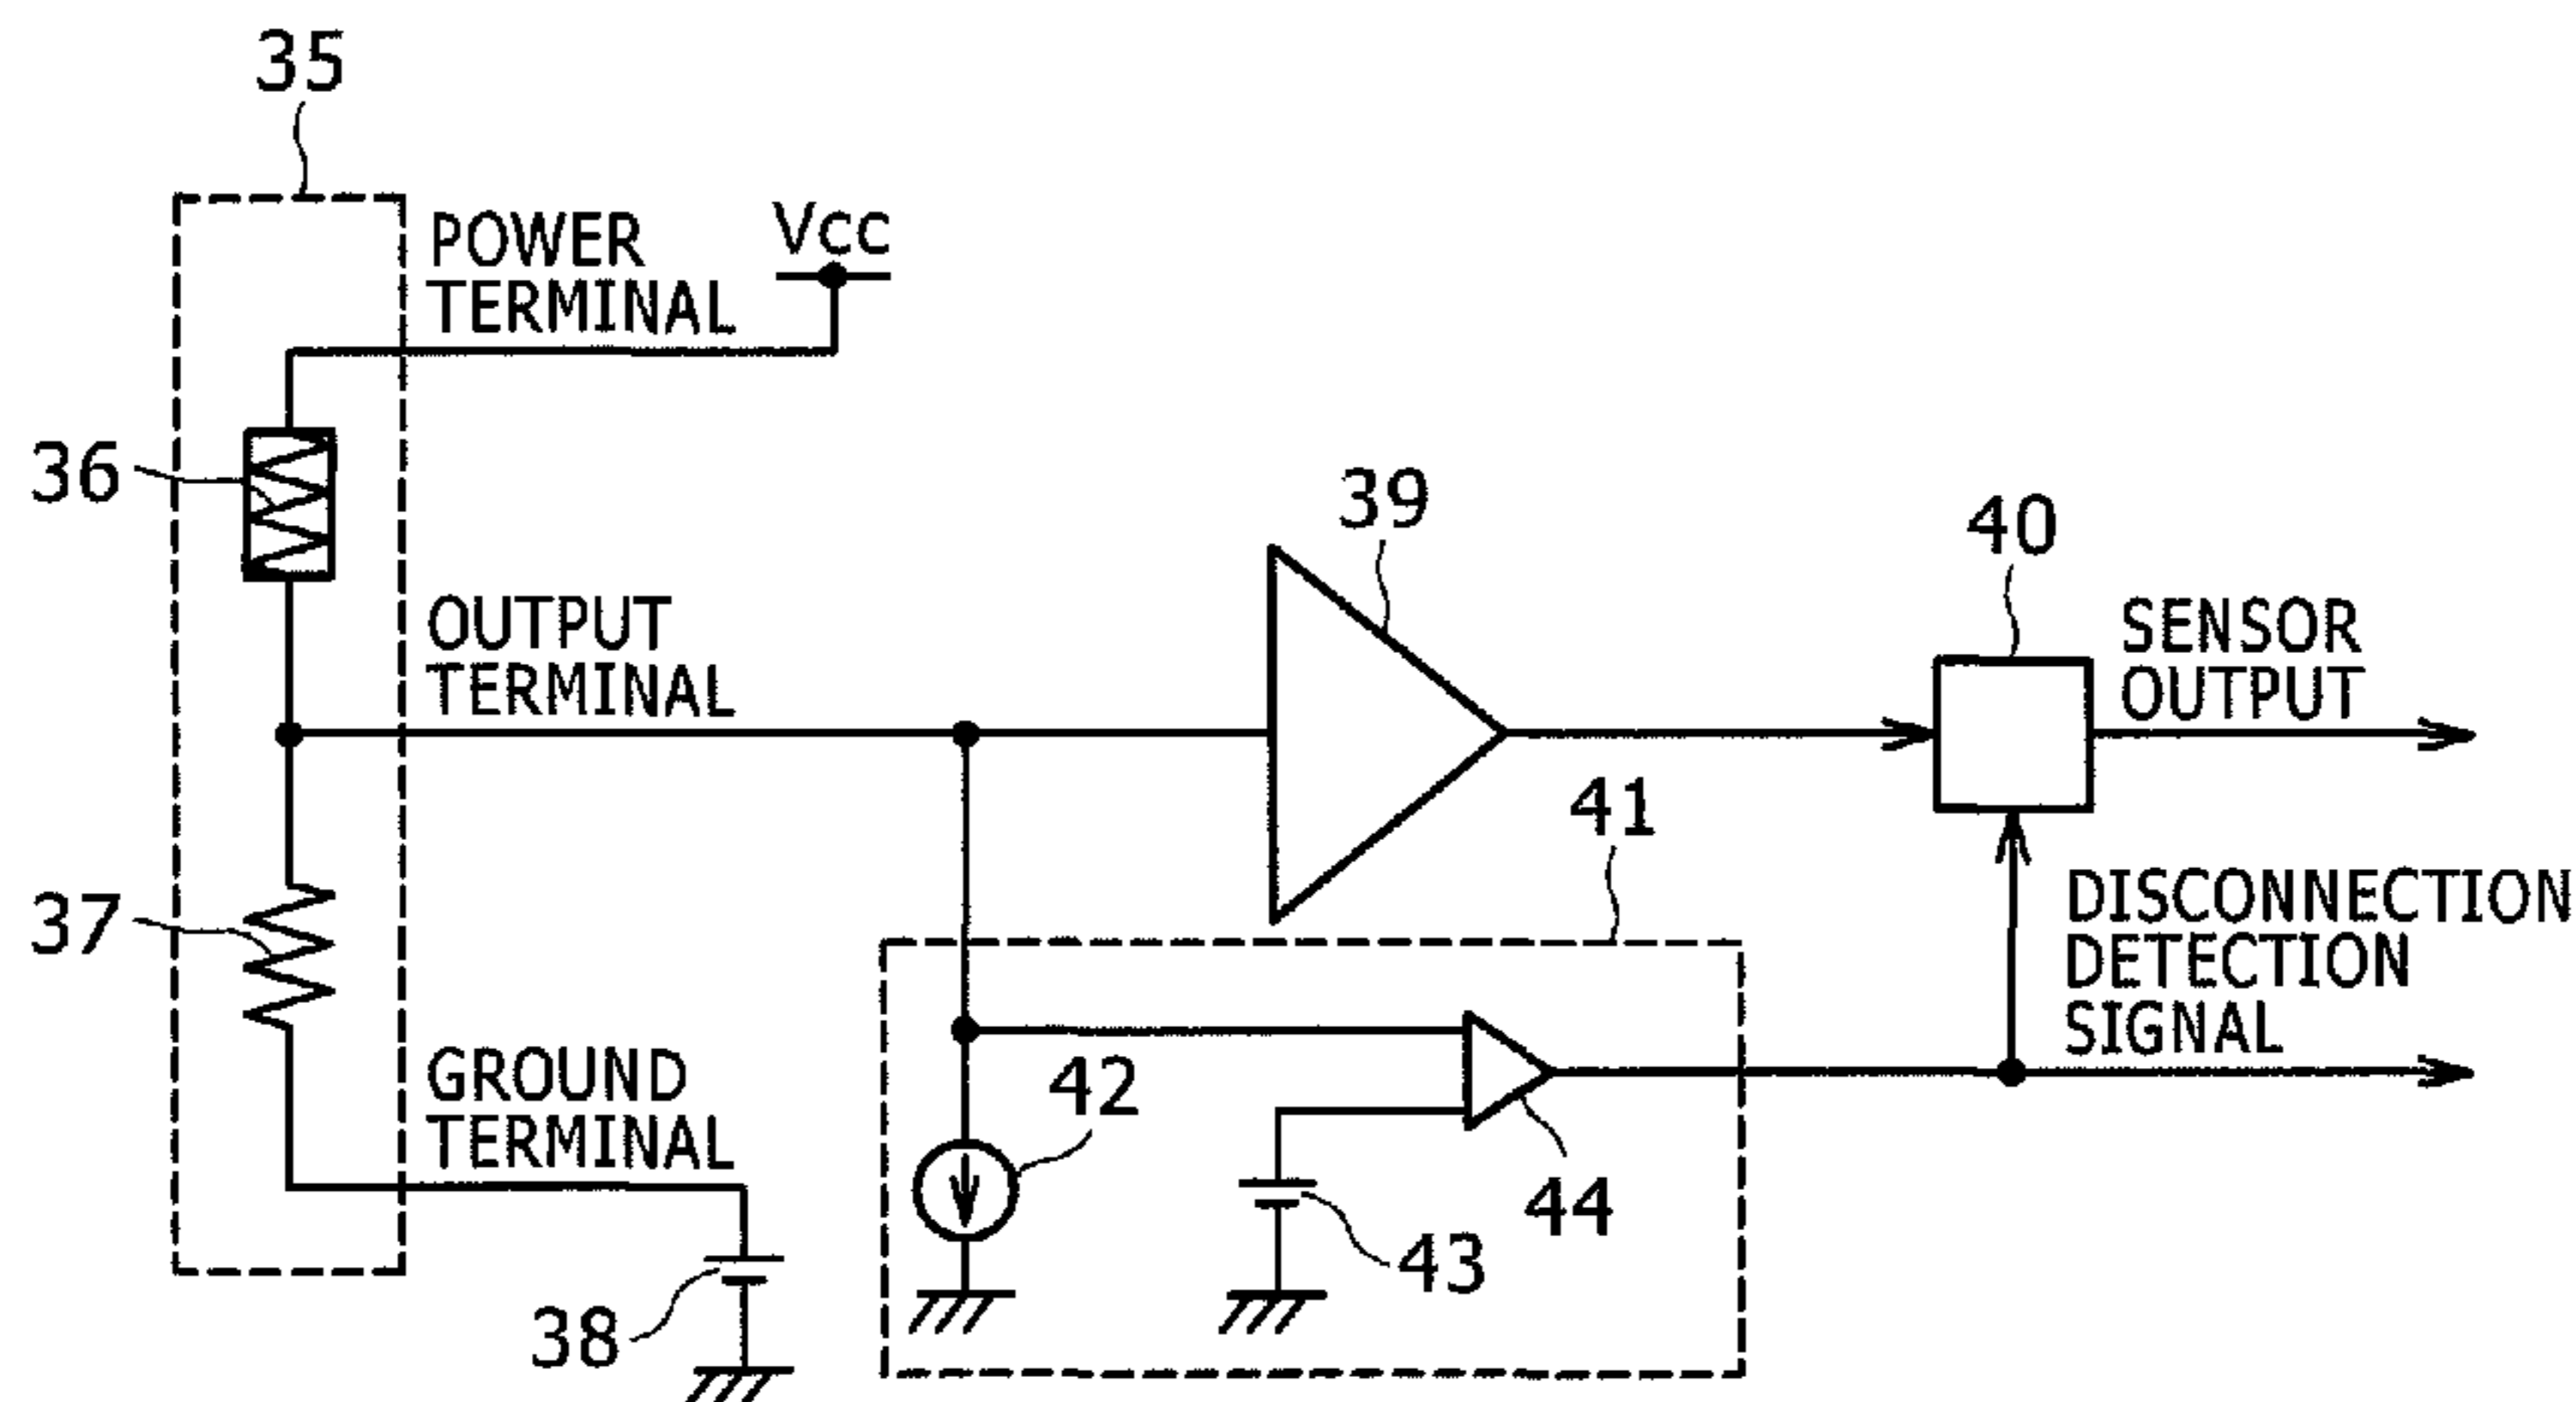 35
POWER
TERMINAL
Vcc
36
39
40
OUTPUT
TERMINAL
SENSOR
OUTPUT
41
37
DISCONNECTION
DETECTION
SIGNAL
GROUND
TERMINAL
42
44
43
38